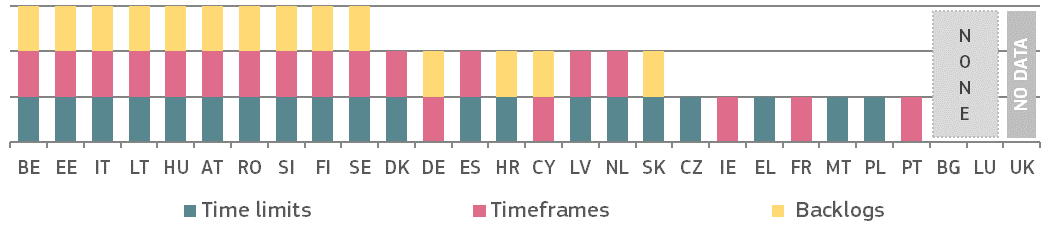 N
O
N
E
NO DATA
BE EE IT LT HU AT RO SI FI SE DK DE ES HR CY LV NL SK CZ IE EL FR MT PL PT BG LU UK
Time limits Timeframes Backlogs